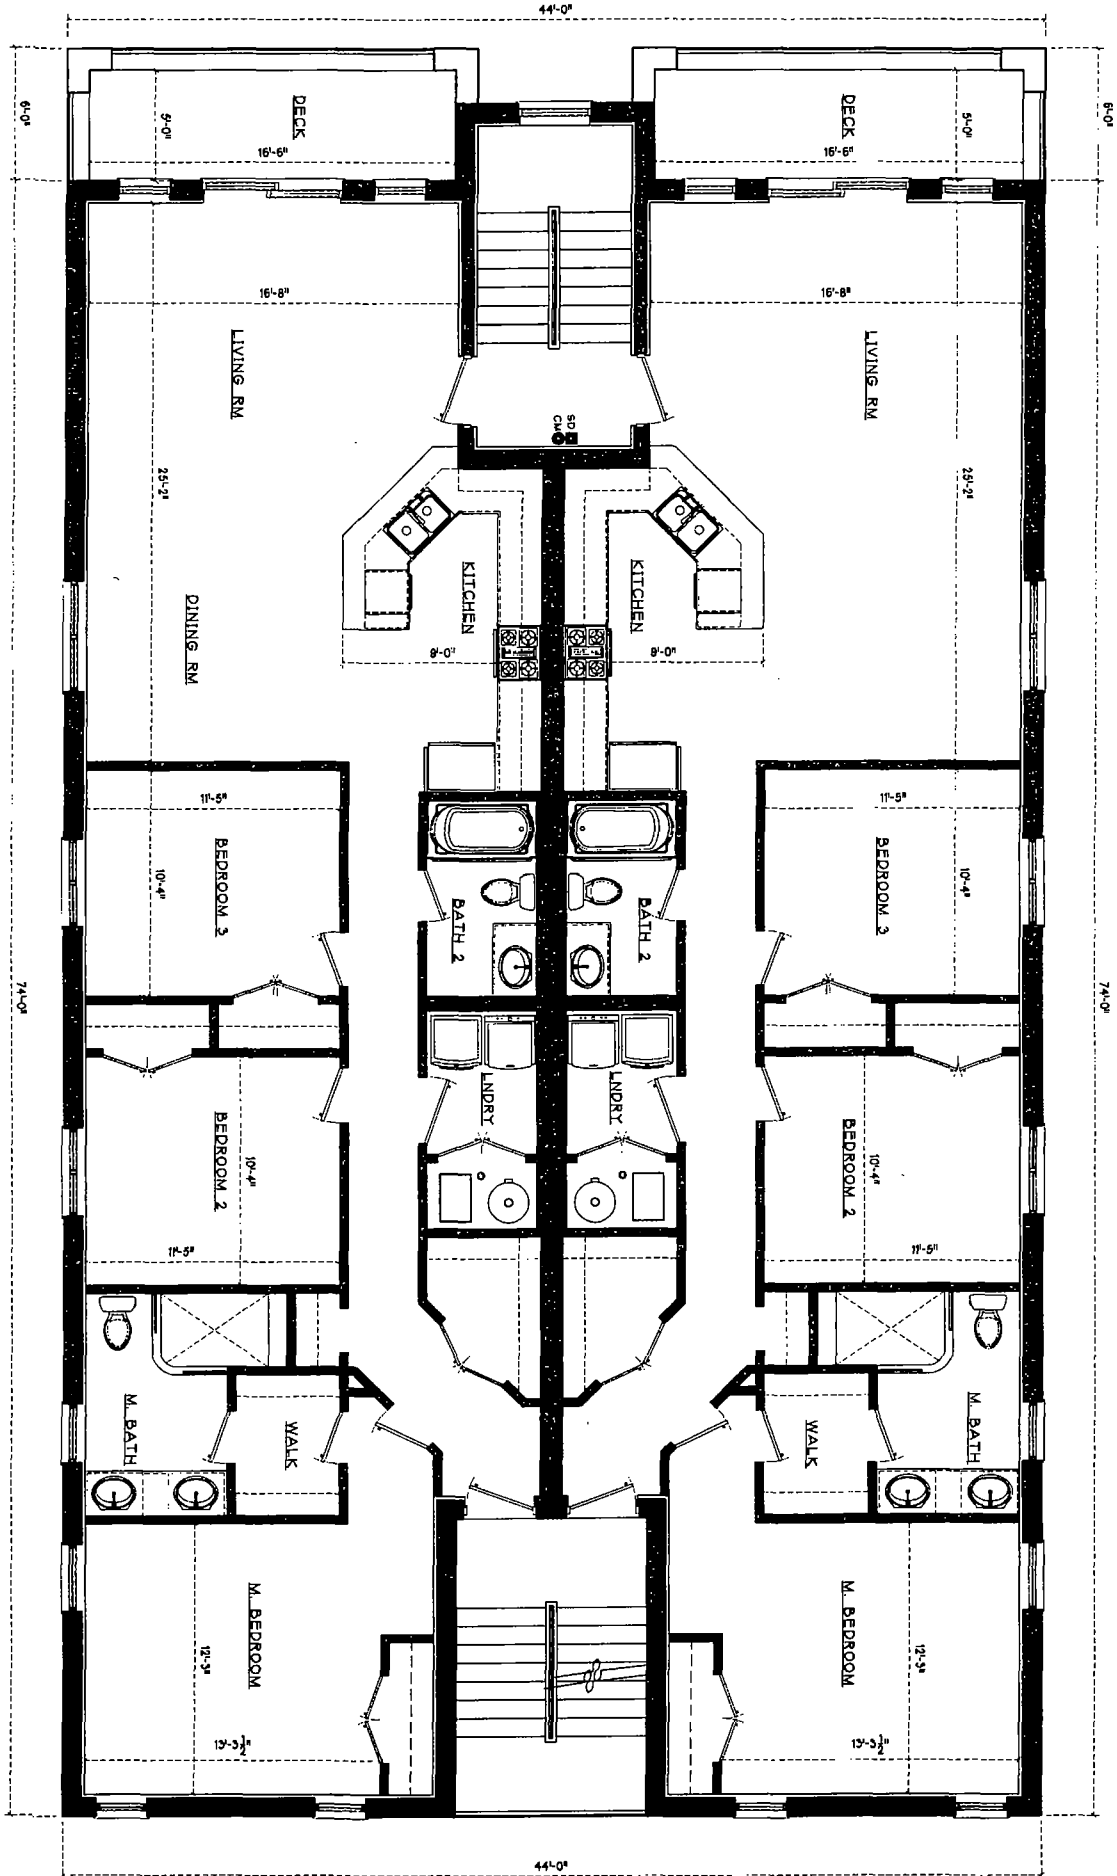 44'-0"
6'-0"
5'-0"
DECK
16'-6"
DECK
5'-0"
16'-6"
6'-0"
16'-8"
LIVING RM
25'-2"
DINING RM
SD
CM
16'-8"
LIVING RM
25'-2"
KITCHEN
9'-0"
KITCHEN
9'-0"
11'-5"
BEDROOM 3
10'-4"
BATH 2
BATH 2
11'-5"
BEDROOM 3
10'-4"
74'-0"
74'-0"
LNDRY
LNDRY
BEDROOM 2
10'-4"
11'-5"
BEDROOM 2
10'-4"
11'-5"
M. BATH
WALK
WALK
M. BATH
M. BEDROOM
12'-3"
13'-3½"
M. BEDROOM
12'-3"
13'-3½"
44'-0"